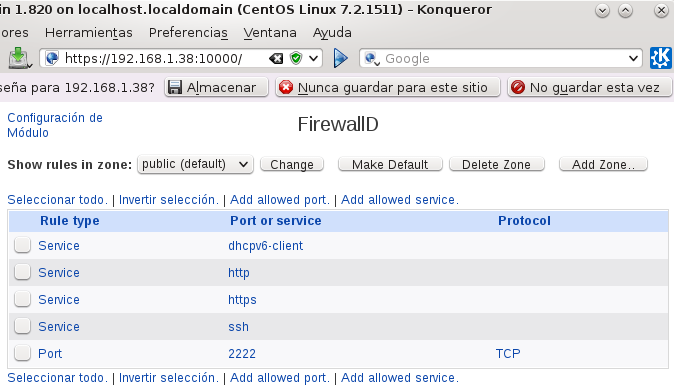 in 1.820 on localhost.localdomain (CentOS Linux 7.2.1511) – Konqueror
ores Herramientas Preferencias Ventana Ayuda
https://192.168.1.38:10000/ Google
seña para 192.168.1.38? Almacenar Nunca guardar para este sitio No guardar esta vez
Configuración de
Módulo
FirewallD
Show rules in zone: public (default) Change Make Default Delete Zone Add Zone..
Seleccionar todo. | Invertir selección. | Add allowed port. | Add allowed service.
Rule type Port or service Protocol
Service dhcpv6-client
Service http
Service https
Service ssh
Port 2222 TCP
Seleccionar todo. | Invertir selección. | Add allowed port. | Add allowed service.